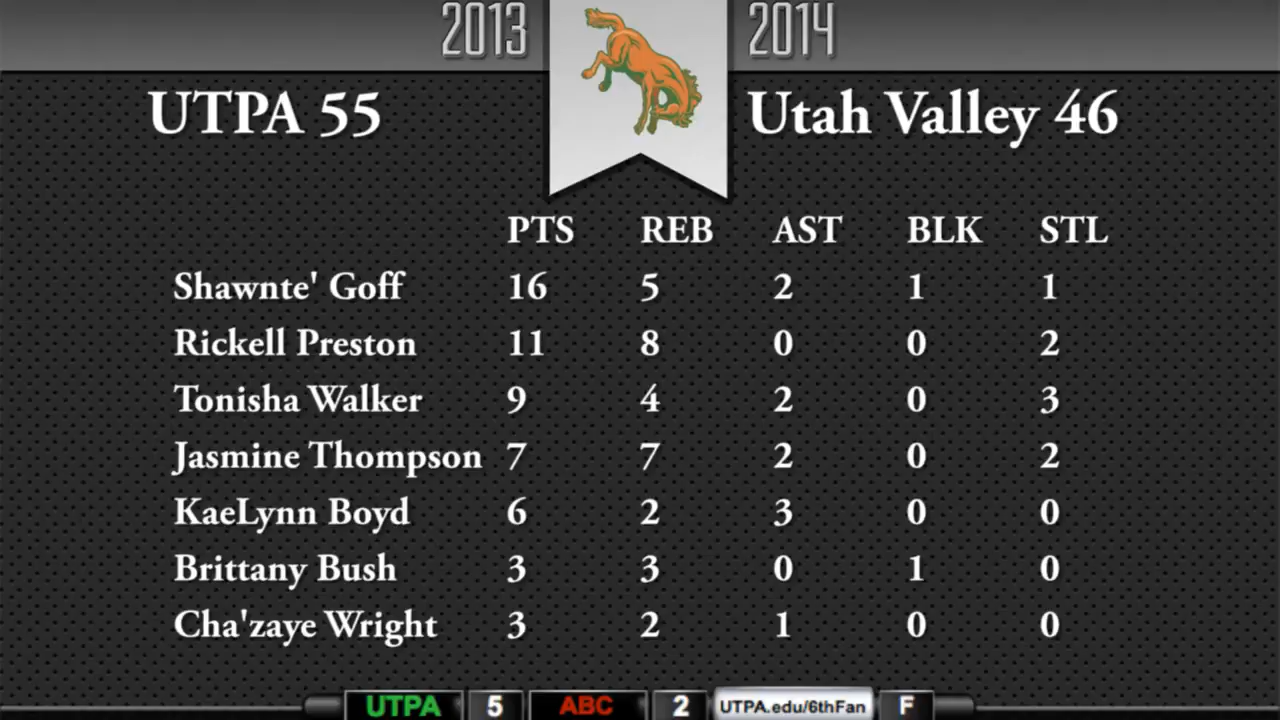 2013 2014
UTPA 55 Utah Valley 46
PTS REB AST BLK STL
Shawnte' Goff 16 5 2 1 1
Rickell Preston 11 8 0 0 2
Tonisha Walker 9 4 2 0 3
Jasmine Thompson 7 7 2 0 2
KaeLynn Boyd 6 2 3 0 0
Brittany Bush 3 3 0 1 0
Cha'zaye Wright 3 2 1 0 0
UTPA 5 ABC 2 UTPA.edu/6thFan F